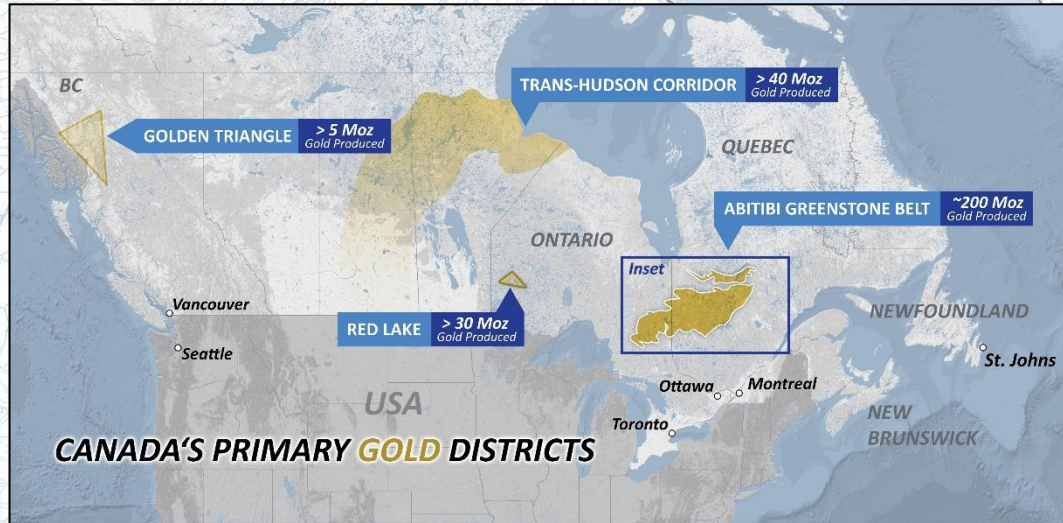 BC
TRANS-HUDSON CORRIDOR
> 40 Moz
Gold Produced
GOLDEN TRIANGLE
> 5 Moz
Gold Produced
QUEBEC
ABITIBI GREENSTONE BELT
~200 Moz
Gold Produced
ONTARIO
Inset
Vancouver
RED LAKE
> 30 Moz
Gold Produced
NEWFOUNDLAND
Seattle
St. Johns
USA
Ottawa
Montreal
Toronto
NEW
BRUNSWICK
CANADA'S PRIMARY GOLD DISTRICTS